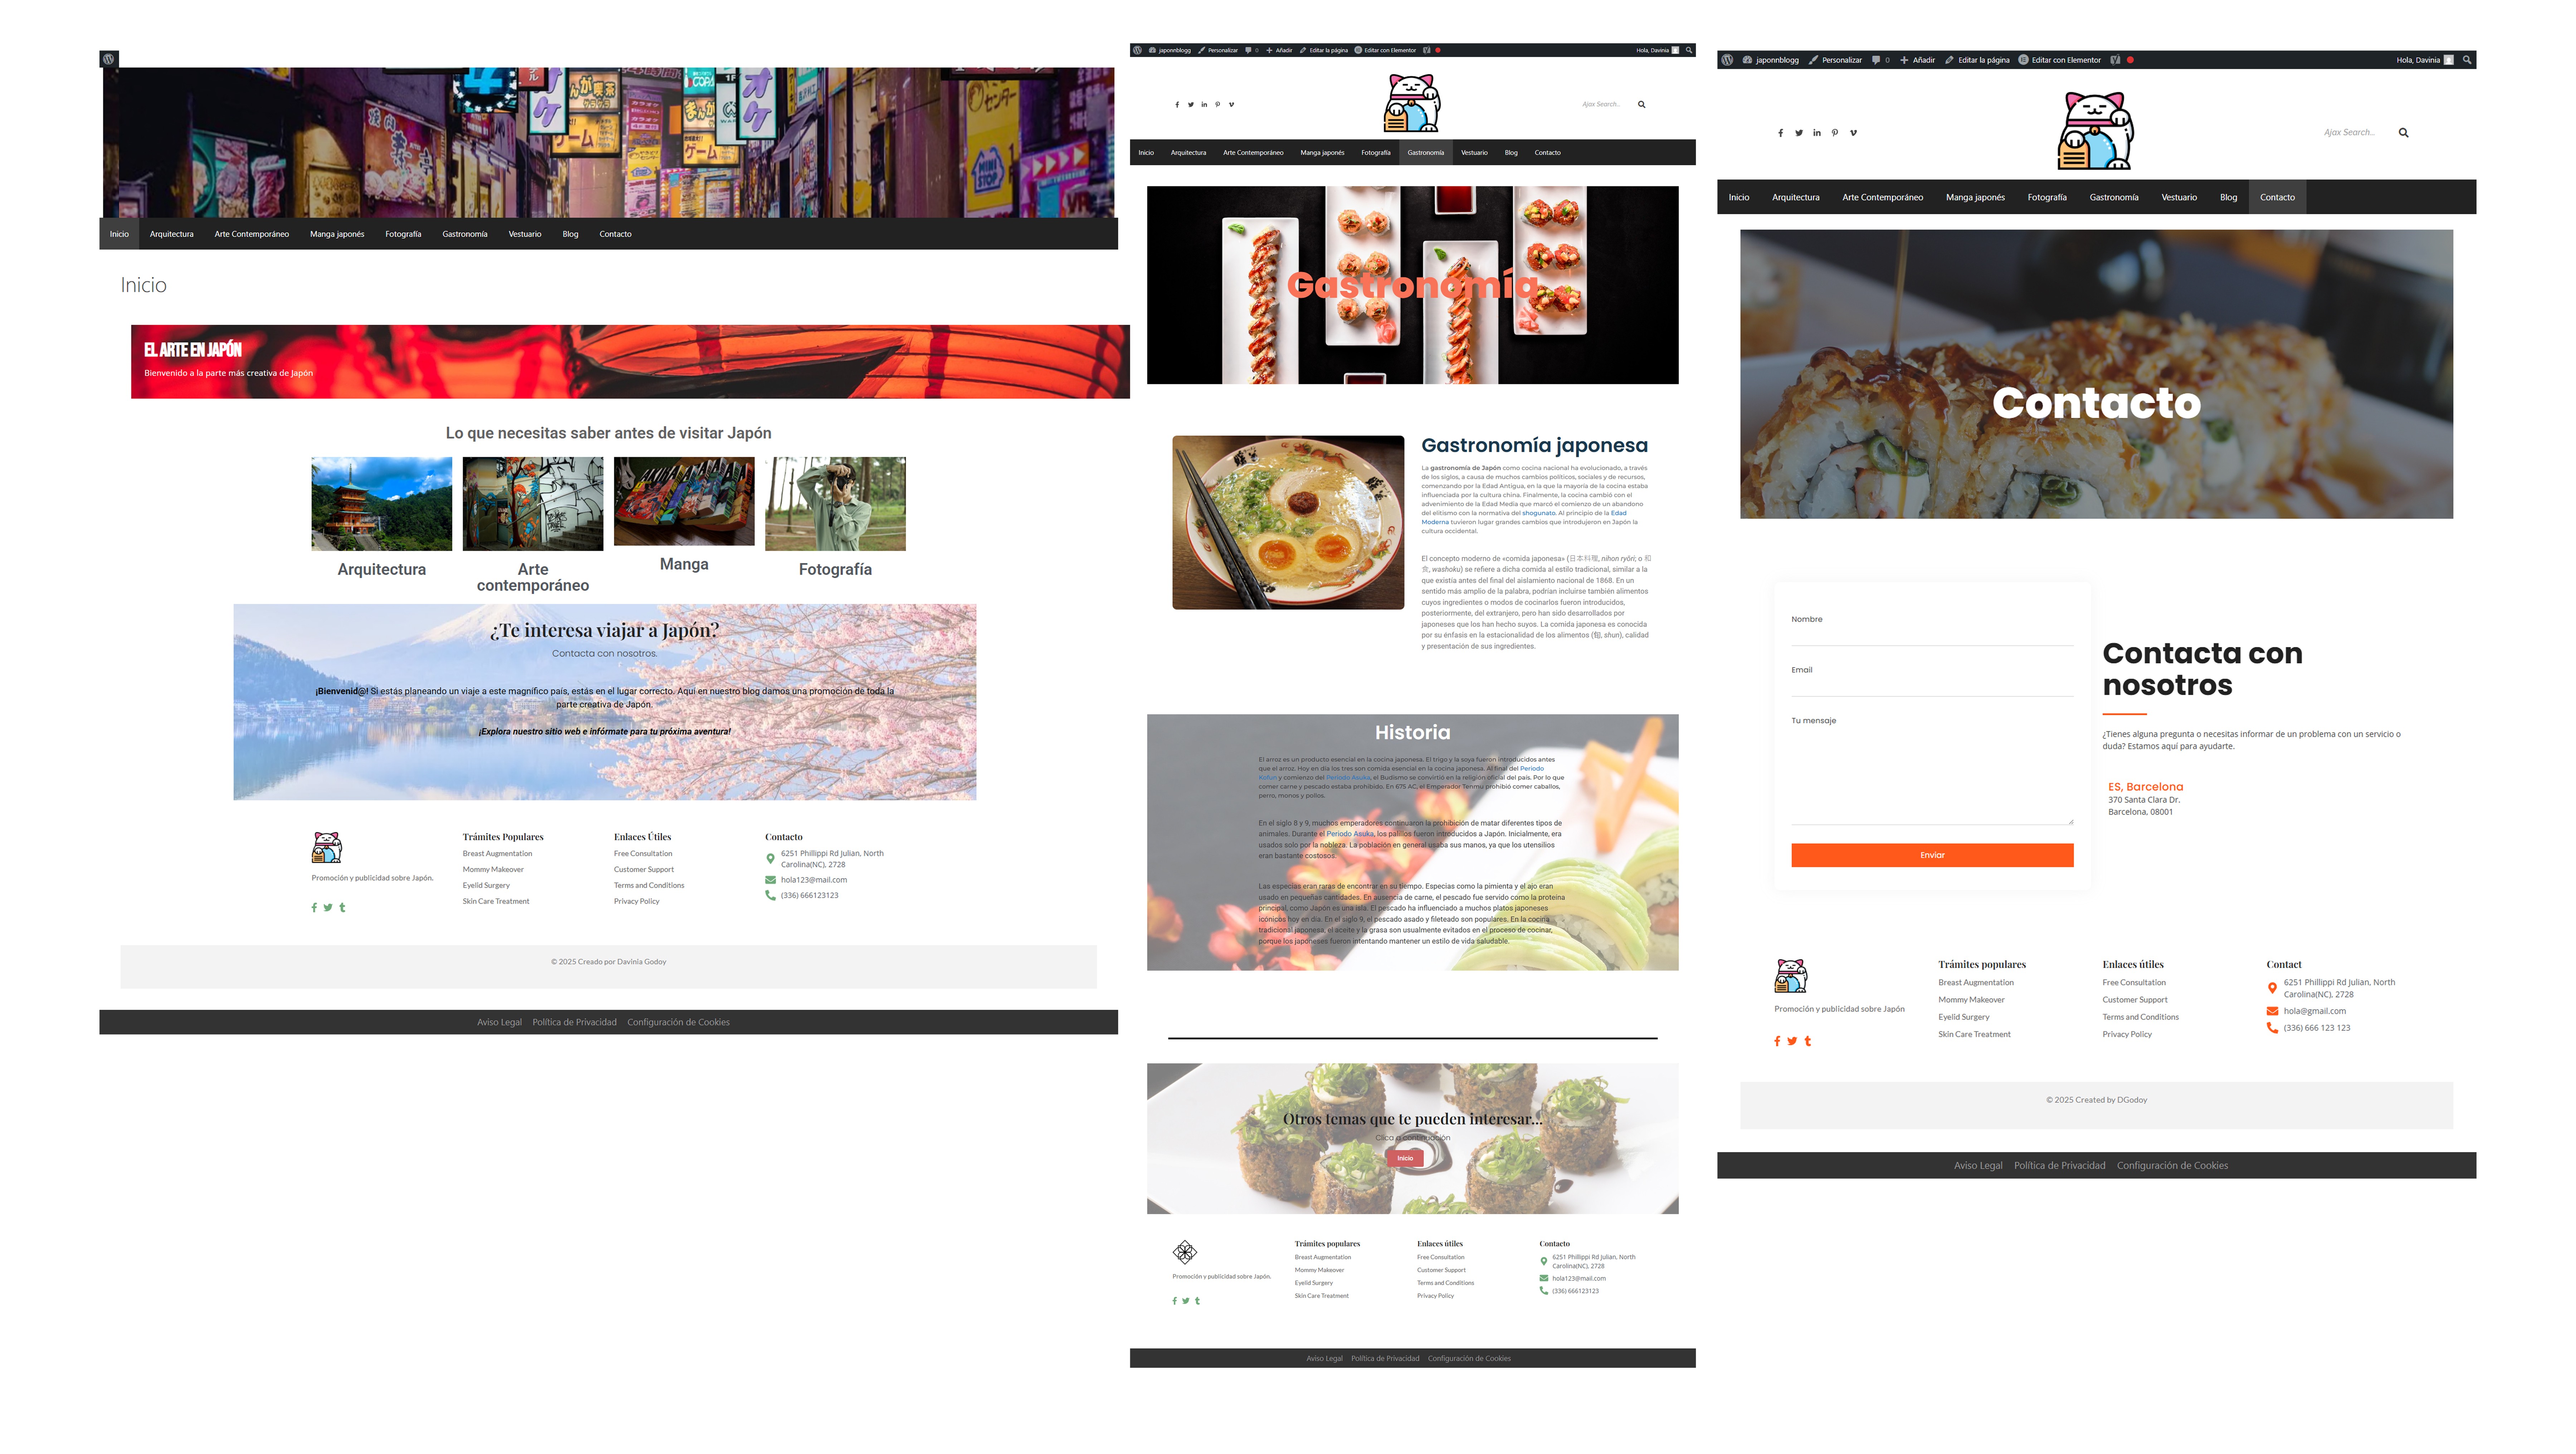 Inicio
Arquitectura
Arte Contemporáneo
Manga japonés
Fotografía
Gastronomía
Vestuario
Blog
Contacto
Inicio
EL ARTE EN JAPÓN
Bienvenido a la parte más creativa de Japón
Lo que necesitas saber antes de visitar Japón
Arquitectura
Arte
contemporáneo
Manga
Fotografía
¿Te interesa viajar a Japón?
Contacta con nosotros.
¡Bienvenid@! Si estás planeando un viaje a este magnífico país, estás en el lugar correcto. Aquí en nuestro blog damos una promoción de toda la
parte creativa de Japón.
¡Explora nuestro sitio web e infórmate para tu próxima aventura!
Promoción y publicidad sobre Japón.
Trámites Populares
Breast Augmentation
Mommy Makeover
Eyelid Surgery
Skin Care Treatment
Enlaces Útiles
Free Consultation
Customer Support
Terms and Conditions
Privacy Policy
Contacto
6251 Phillippi Rd Julian, North
Carolina(NC), 2728
hola123@mail.com
(336) 666123123
© 2025 Creado por Davinia Godoy
Aviso Legal Política de Privacidad Configuración de Cookies
japonnblogg Personalizar 0 Añadir Editar la página Editar con Elementor Hola, Davinia
Ajax Search..
Inicio
Arquitectura
Arte Contemporáneo
Manga japonés
Fotografía
Gastronomía
Vestuario
Blog
Contacto
Gastronomía
Gastronomía japonesa
La gastronomía de Japón como cocina nacional ha evolucionado, a través
de los siglos, a causa de muchos cambios políticos, sociales y de recursos,
comenzando por la Edad Antigua, en la que la mayoría de la cocina estaba
influenciada por la cultura china. Finalmente, la cocina cambió con el
advenimiento de la Edad Media que marcó el comienzo de un abandono
del elitismo con la normativa del shogunato. Al principio de la Edad
Moderna tuvieron lugar grandes cambios que introdujeron en Japón la
cultura occidental.
El concepto moderno de «comida japonesa» (日本料理, nihon ryōri; o 和
食, washoku) se refiere a dicha comida al estilo tradicional, similar a la
que existía antes del final del aislamiento nacional de 1868. En un
sentido más amplio de la palabra, podrían incluirse también alimentos
cuyos ingredientes o modos de cocinarlos fueron introducidos,
posteriormente, del extranjero, pero han sido desarrollados por
japoneses que los han hecho suyos. La comida japonesa es conocida
por su énfasis en la estacionalidad de los alimentos (旬, shun), calidad
y presentación de sus ingredientes.
Historia
El arroz es un producto esencial en la cocina japonesa. El trigo y la soya fueron introducidos antes
que el arroz. Hoy en día los tres son comida esencial en la cocina japonesa. Al final del Periodo
Kofun y comienzo del Periodo Asuka, el Budismo se convirtió en la religión oficial del país. Por lo que
comer carne y pescado estaba prohibido. En 675 AC, el Emperador Tenmu prohibió comer caballos,
perro, monos y pollos.
En el siglo 8 y 9, muchos emperadores continuaron la prohibición de matar diferentes tipos de
animales. Durante el Periodo Asuka, los palillos fueron introducidos a Japón. Inicialmente, era
usados solo por la nobleza. La población en general usaba sus manos, ya que los utensilios
eran bastante costosos.
Las especias eran raras de encontrar en su tiempo. Especias como la pimienta y el ajo eran
usado en pequeñas cantidades. En ausencia de carne, el pescado fue servido como la proteína
principal, como Japón es una isla. El pescado ha influenciado a muchos platos japoneses
icónicos hoy en día. En el siglo 9, el pescado asado y fileteado son populares. En la cocina
tradicional japonesa, el aceite y la grasa son usualmente evitados en el proceso de cocinar,
porque los japoneses fueron intentando mantener un estilo de vida saludable.
Otros temas que te pueden interesar...
Clica a continuación
Inicio
Promoción y publicidad sobre Japón.
Trámites populares
Breast Augmentation
Mommy Makeover
Eyelid Surgery
Skin Care Treatment
Enlaces útiles
Free Consultation
Customer Support
Terms and Conditions
Privacy Policy
Contacto
6251 Phillippi Rd Julian, North
Carolina(NC), 2728
hola123@mail.com
(336) 666123123
Aviso Legal Política de Privacidad Configuración de Cookies
japonnblogg Personalizar 0 Añadir Editar la página Editar con Elementor Hola, Davinia
Ajax Search...
Inicio
Arquitectura
Arte Contemporáneo
Manga japonés
Fotografía
Gastronomía
Vestuario
Blog
Contacto
Contacto
Nombre
Email
Tu mensaje
Enviar
Contacta con
nosotros
¿Tienes alguna pregunta o necesitas informar de un problema con un servicio o
duda? Estamos aquí para ayudarte.
ES, Barcelona
370 Santa Clara Dr.
Barcelona, 08001
Promoción y publicidad sobre Japón
Trámites populares
Breast Augmentation
Mommy Makeover
Eyelid Surgery
Skin Care Treatment
Enlaces útiles
Free Consultation
Customer Support
Terms and Conditions
Privacy Policy
Contact
6251 Phillippi Rd Julian, North
Carolina(NC), 2728
hola@gmail.com
(336) 666 123 123
© 2025 Created by DGodoy
Aviso Legal Política de Privacidad Configuración de Cookies